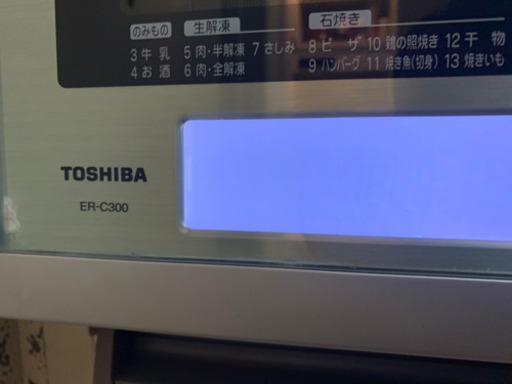 のみもの 生解凍 石焼き
3 牛 乳 5 肉・半解凍 7 さしみ 8 ピ ザ 10 鶏の照焼き 12 干 物
4 お酒 6 肉・全解凍 9 ハンバーグ 11 焼き魚(切身) 13 焼きいも
TOSHIBA
ER-C300